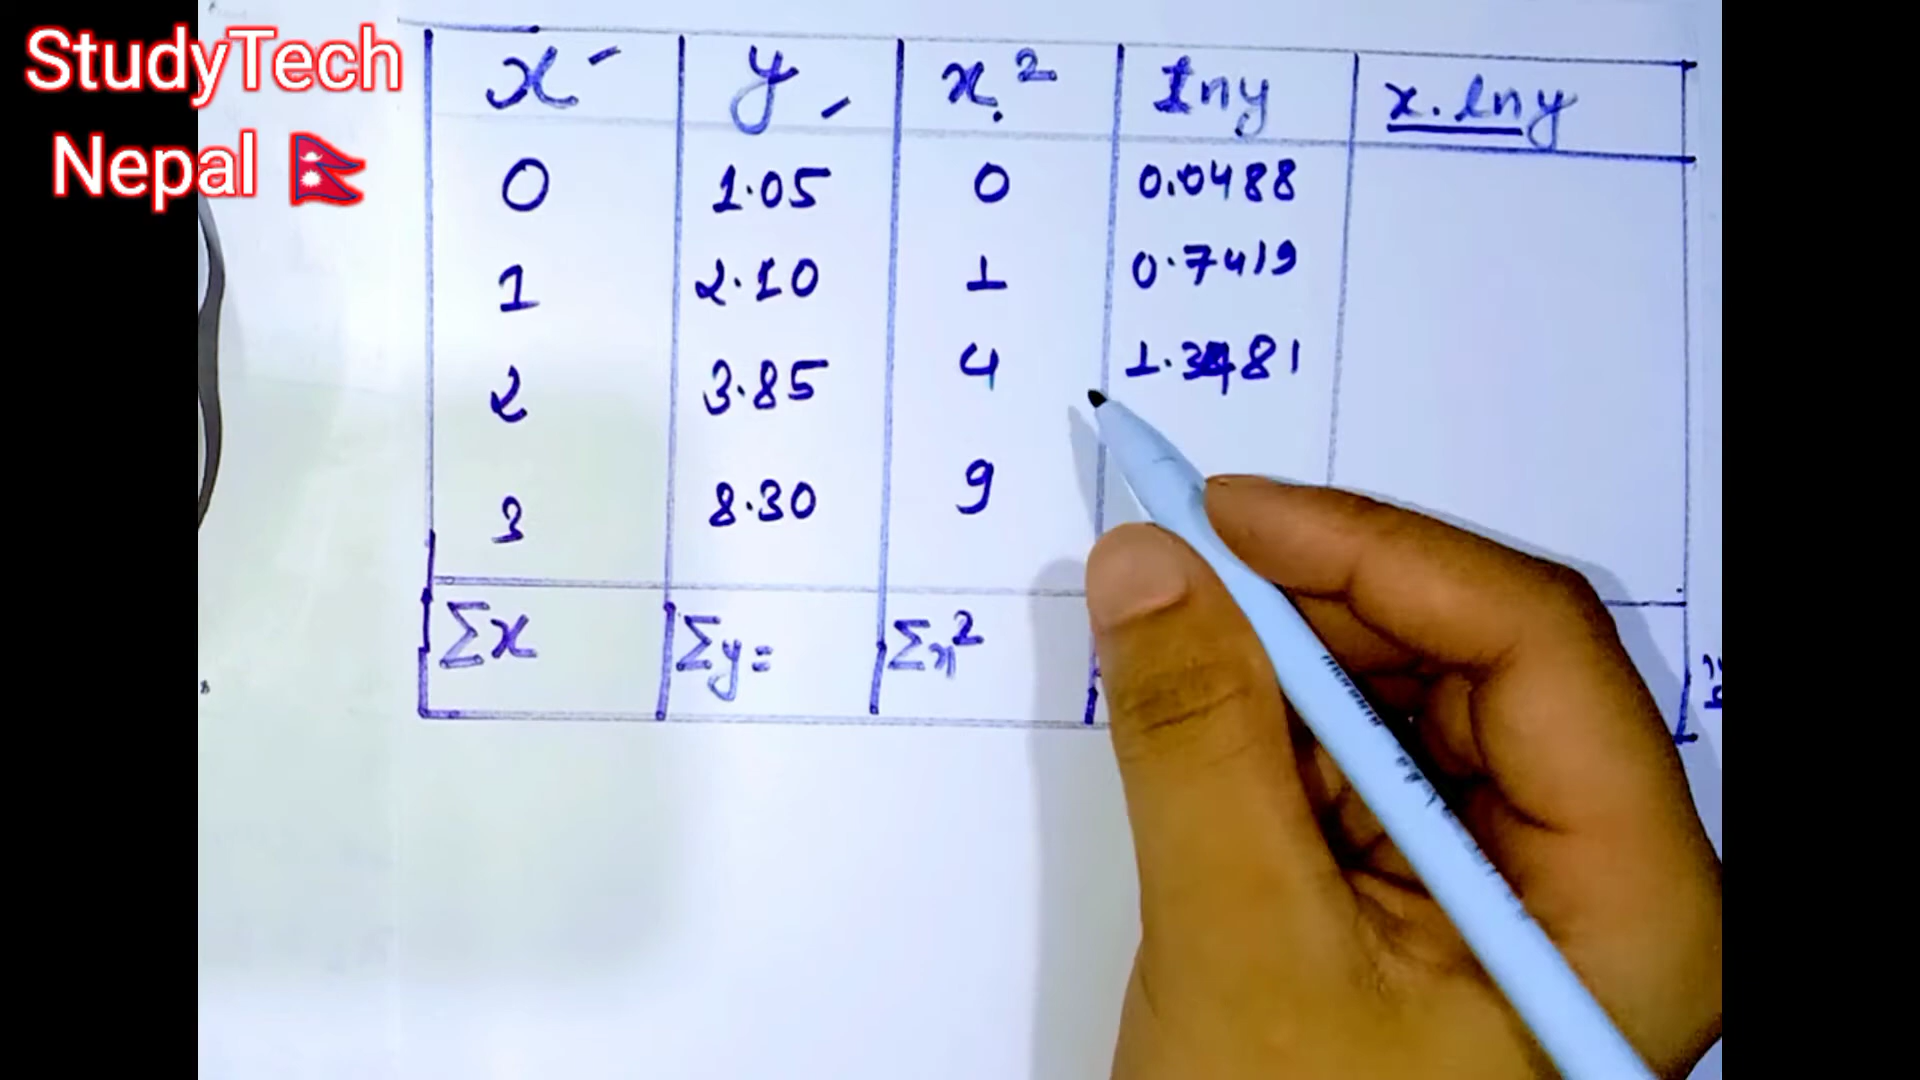 StudyTech
Nepal 🇳🇵
x y x² lny x.lny
0 1.05 0 0.0488
1 2.10 1 0.7419
2 3.85 4 1.3481
3 8.30 9
Σx Σy= Σx²